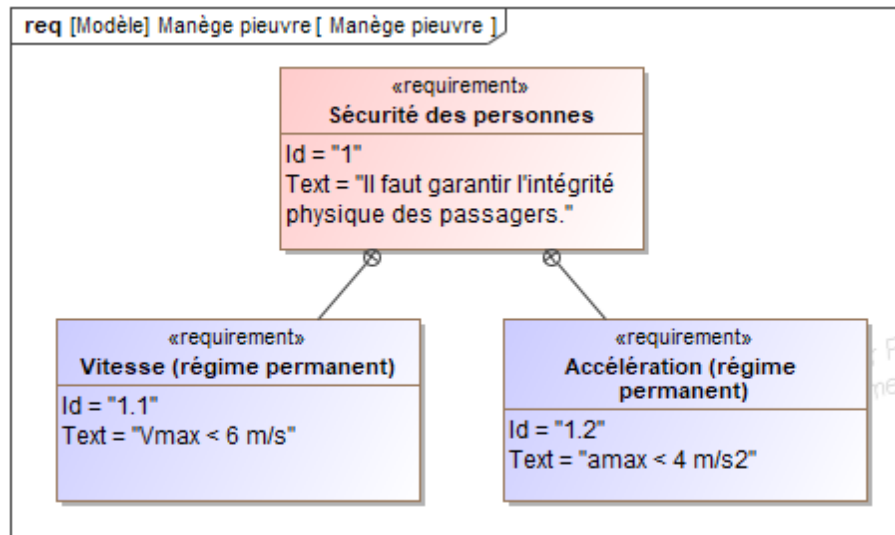 req [Modèle] Manège pieuvre [ Manège pieuvre ]
«requirement»
Sécurité des personnes
Id = "1"
Text = "Il faut garantir l'intégrité
physique des passagers."
«requirement»
Vitesse (régime permanent)
Id = "1.1"
Text = "Vmax < 6 m/s"
«requirement»
Accélération (régime
permanent)
Id = "1.2"
Text = "amax < 4 m/s2"